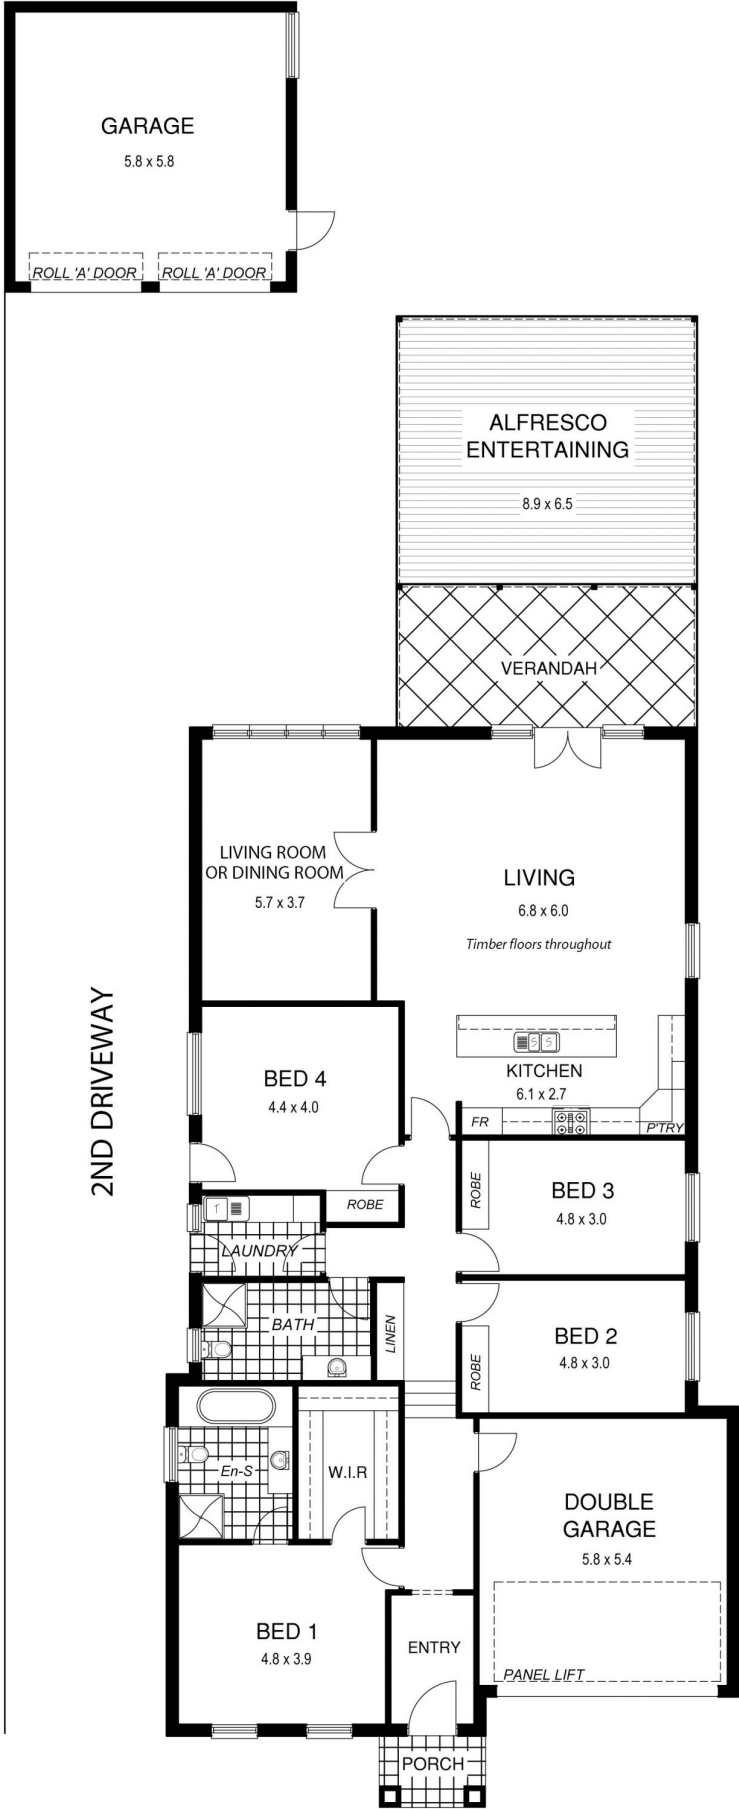 GARAGE
5.8 x 5.8
ROLL 'A' DOOR
ROLL 'A' DOOR
ALFRESCO
ENTERTAINING
8.9 x 6.5
VERANDAH
LIVING ROOM
OR DINING ROOM
5.7 x 3.7
LIVING
6.8 x 6.0
Timber floors throughout
2ND DRIVEWAY
KITCHEN
6.1 x 2.7
FR
P'TRY
BED 4
4.4 x 4.0
ROBE
ROBE
BED 3
4.8 x 3.0
LAUNDRY
BATH
LINEN
BED 2
4.8 x 3.0
ROBE
En-S
W.I.R
DOUBLE
GARAGE
5.8 x 5.4
PANEL LIFT
BED 1
4.8 x 3.9
ENTRY
PORCH